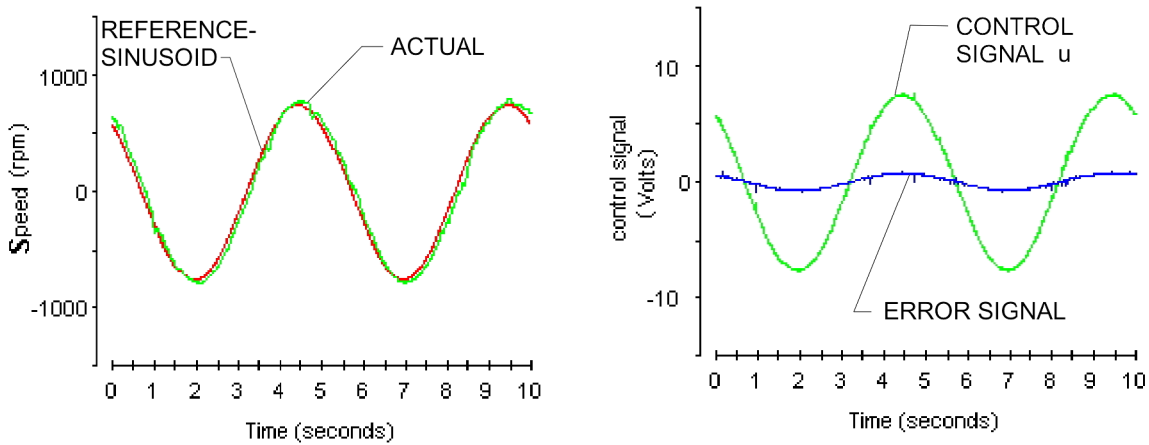 REFERENCE-
SINUSOID
ACTUAL
1000
0
-1000
Speed (rpm)
0 1 2 3 4 5 6 7 8 9 10
Time (seconds)
CONTROL
SIGNAL u
10
0
-10
control signal
(Volts)
ERROR SIGNAL
0 1 2 3 4 5 6 7 8 9 10
Time (seconds)